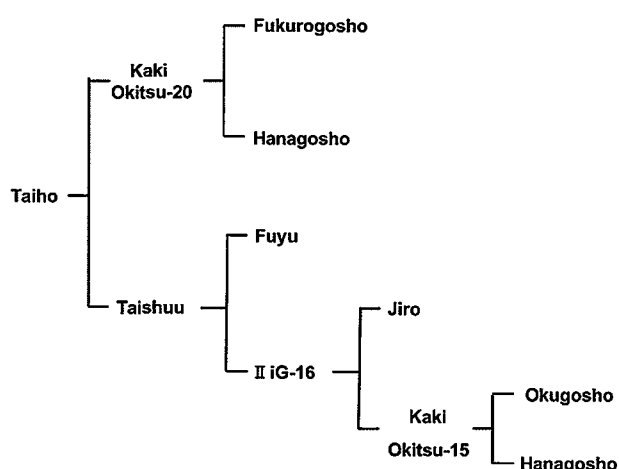 Fukurogosho
Kaki
Okitsu-20
Hanagosho
Taiho
Fuyu
Taishuu
Jiro
Ⅱ iG-16
Okugosho
Kaki
Okitsu-15
Hanagosho